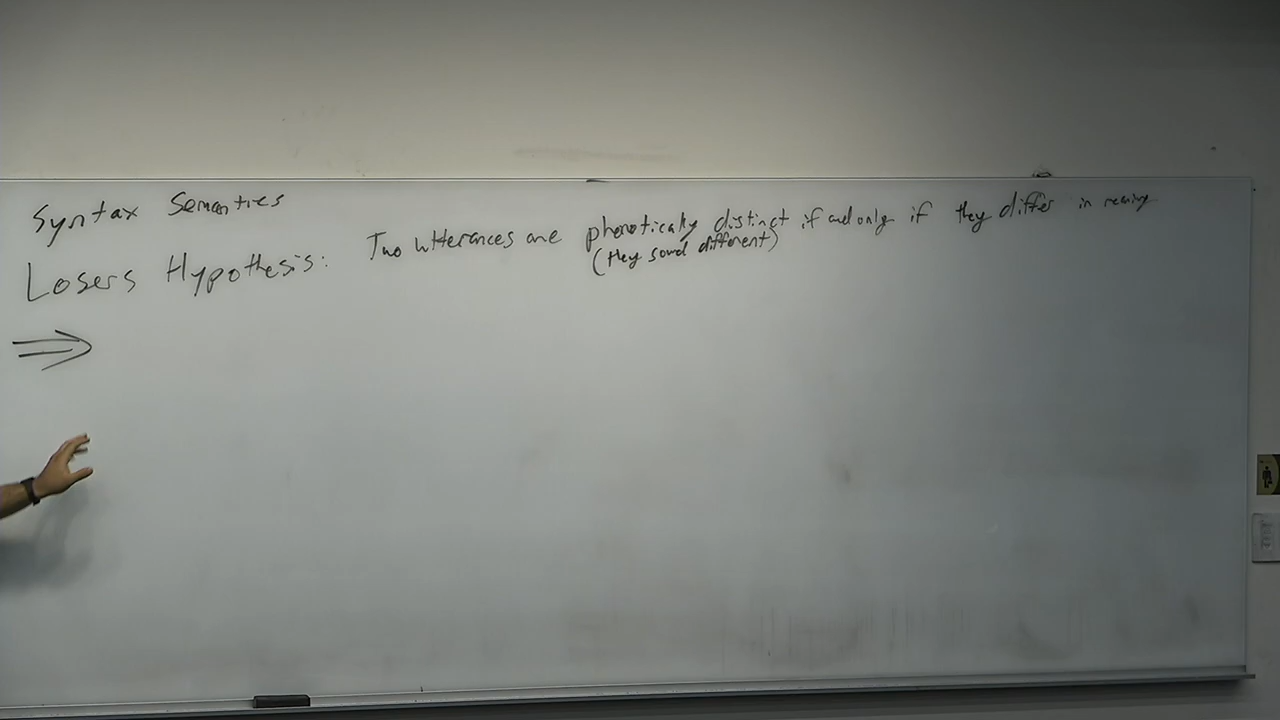 Syntax Semantics
Losers Hypothesis: Two utterances are phonetically distinct if and only if they differ in meaning
(they sound different)
⇒